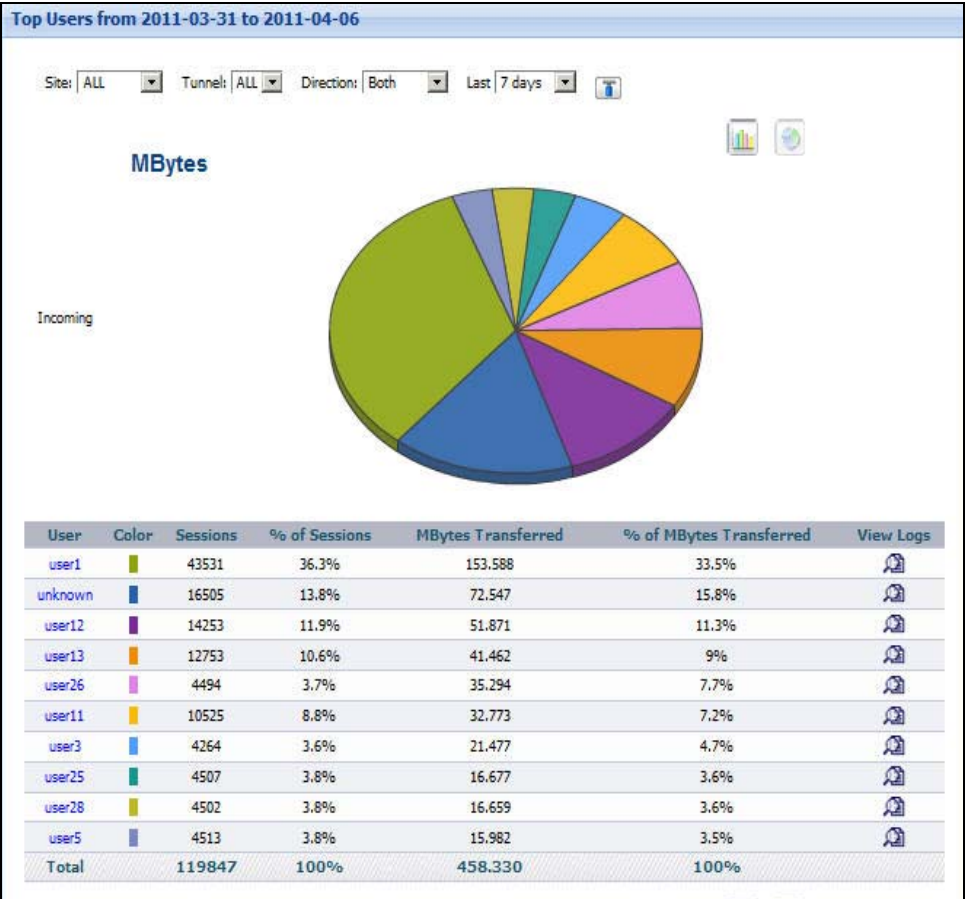 Top Users from 2011-03-31 to 2011-04-06
Site: ALL Tunnel: ALL Direction: Both Last 7 days
MBytes
Incoming
User Color Sessions % of Sessions MBytes Transferred % of MBytes Transferred View Logs
user1 43531 36.3% 153.588 33.5%
unknown 16505 13.8% 72.547 15.8%
user12 14253 11.9% 51.871 11.3%
user13 12753 10.6% 41.462 9%
user26 4494 3.7% 35.294 7.7%
user11 10525 8.8% 32.773 7.2%
user3 4264 3.6% 21.477 4.7%
user25 4507 3.8% 16.677 3.6%
user28 4502 3.8% 16.659 3.6%
user5 4513 3.8% 15.982 3.5%
Total 119847 100% 458.330 100%